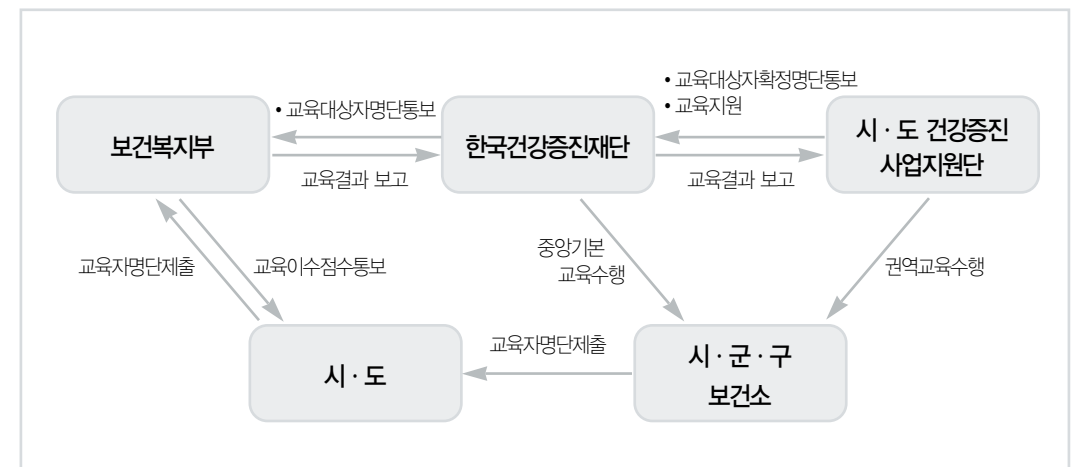 • 교육대상자확정명단통보
• 교육지원
• 교육대상자명단통보
보건복지부
한국건강증진재단
시 · 도 건강증진
사업지원단
교육결과 보고
교육결과 보고
교육자명단제출
교육이수점수통보
중앙기본
교육수행
권역교육수행
교육자명단제출
시 · 도
시 · 군 · 구
보건소